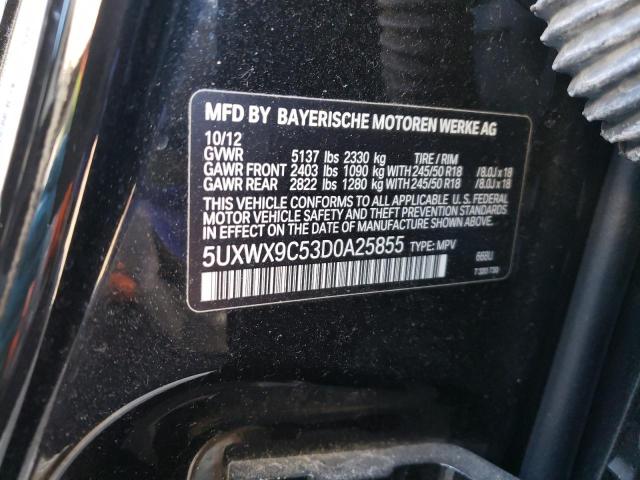 MFD BY BAYERISCHE MOTOREN WERKE AG
10/12
GVWR 5137 lbs 2330 kg TIRE / RIM
GAWR FRONT 2403 lbs 1090 kg WITH 245/50 R18 /8.0J x 18
GAWR REAR 2822 lbs 1280 kg WITH 245/50 R18 /8.0J x 18
THIS VEHICLE CONFORMS TO ALL APPLICABLE U. S. FEDERAL
MOTOR VEHICLE SAFETY AND THEFT PREVENTION STANDARDS
IN EFFECT ON THE DATE OF MANUFACTURE SHOWN ABOVE.
5UXWX9C53D0A25855 TYPE: MPV